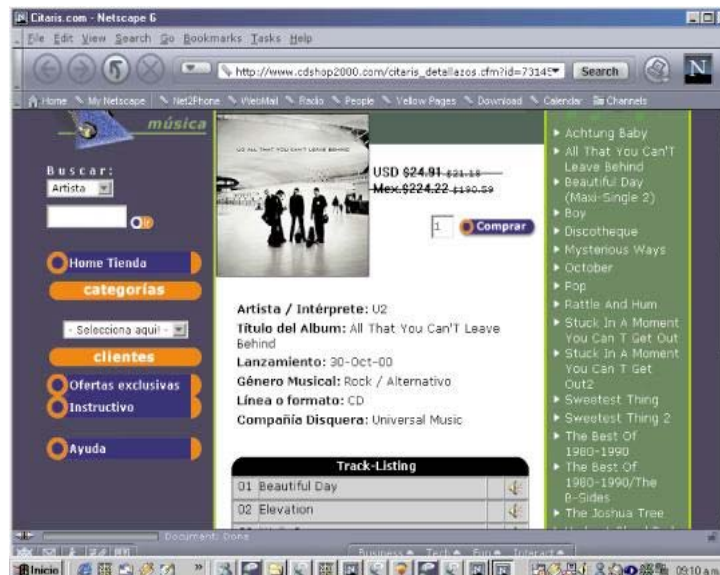 Citaris.com - Netscape 6
File Edit View Search Go Bookmarks Tasks Help
http://www.cdshop2000.com/citaris_detallazos.cfm?id=73145
Search
N
Home My Netscape Net2Phone WebMail Radio People Yellow Pages Download Calendar Channels
música
Buscar:
Artista
Home Tienda
categorías
- Selecciona aquí! -
clientes
Ofertas exclusivas
Instructivo
Ayuda
U2 ALL THAT YOU CAN'T LEAVE BEHIND
USD $24.91 $21.18
Mex.$224.22 $190.59
1 Comprar
Artista / Intérprete: U2
Título del Album: All That You Can'T Leave
Behind
Lanzamiento: 30-Oct-00
Género Musical: Rock / Alternativo
Línea o formato: CD
Compañía Disquera: Universal Music
Track-Listing
01 Beautiful Day
02 Elevation
Achtung Baby
All That You Can'T
Leave Behind
Beautiful Day
(Maxi-Single 2)
Boy
Discotheque
Mysterious Ways
October
Pop
Rattle And Hum
Stuck In A Moment
You Can T Get Out
Stuck In A Moment
You Can T Get
Out2
Sweetest Thing
Sweetest Thing 2
The Best Of
1980-1990
The Best Of
1980-1990/The
B-Sides
The Joshua Tree
Document: Done
Business Tech Fun Interact
Inicio
09:10 a.m.